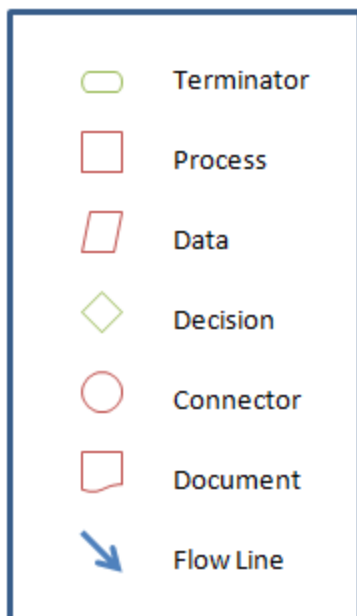 Terminator
Process
Data
Decision
Connector
Document
Flow Line